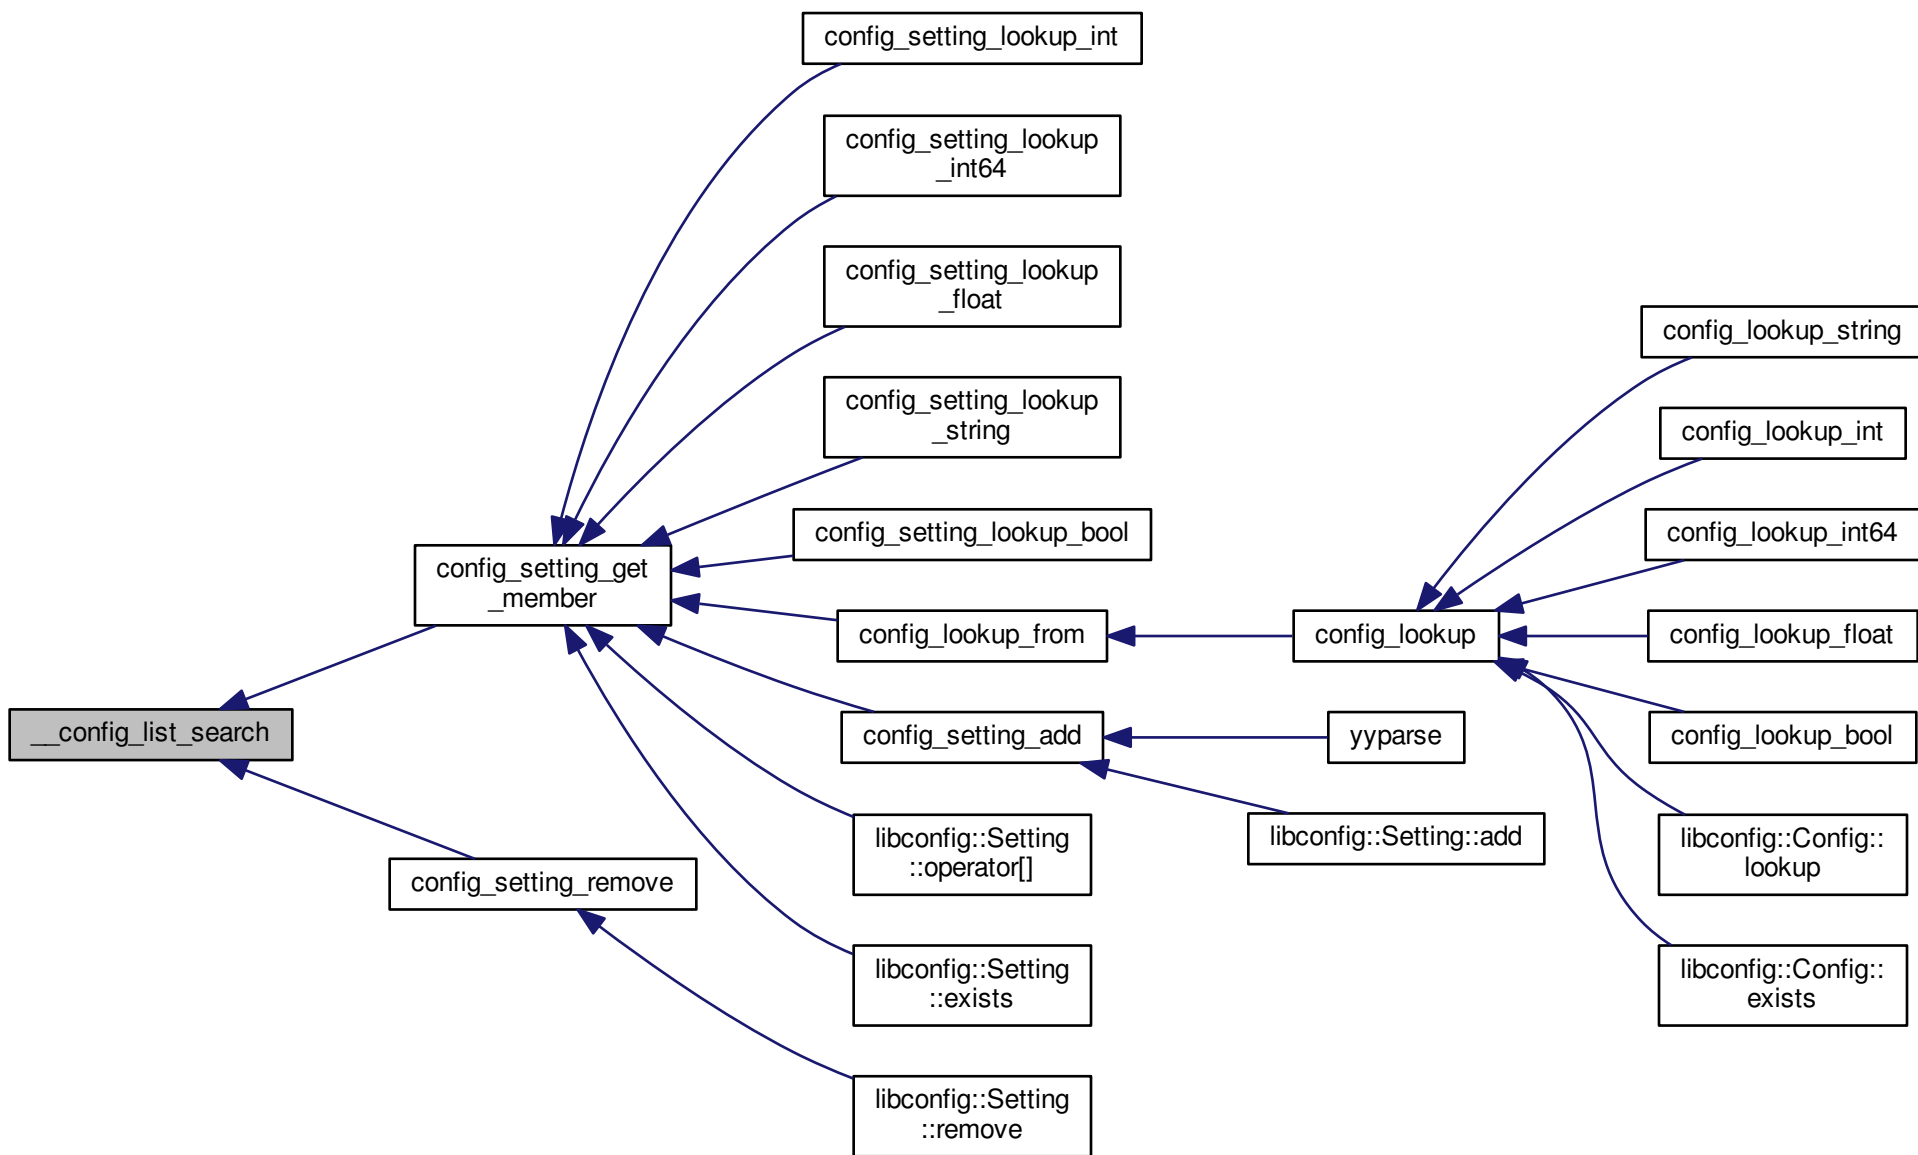 config_setting_lookup_int
config_setting_lookup
_int64
config_setting_lookup
_float
config_setting_lookup
_string
config_setting_lookup_bool
config_setting_get
_member
config_lookup_from
config_setting_add
libconfig::Setting
::operator[]
libconfig::Setting
::exists
libconfig::Setting
::remove
__config_list_search
config_setting_remove
config_lookup
yyparse
libconfig::Setting::add
config_lookup_string
config_lookup_int
config_lookup_int64
config_lookup_float
config_lookup_bool
libconfig::Config::
lookup
libconfig::Config::
exists